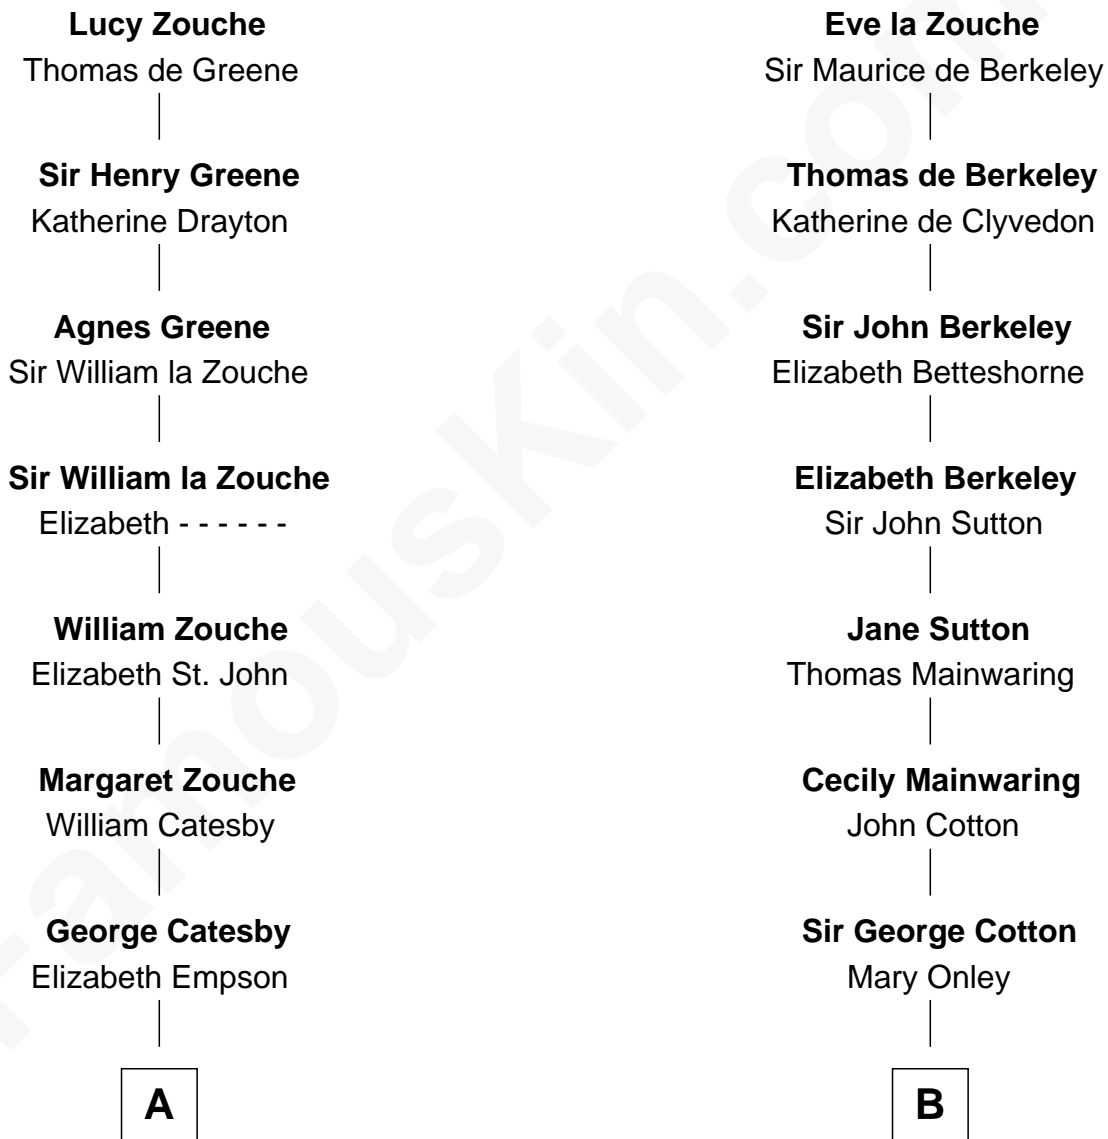 Lucy Zouche
Thomas de Greene
Sir Henry Greene
Katherine Drayton
Agnes Greene
Sir William la Zouche
Sir William la Zouche
Elizabeth - - - - - -
William Zouche
Elizabeth St. John
Margaret Zouche
William Catesby
George Catesby
Elizabeth Empson
A
Eve la Zouche
Sir Maurice de Berkeley
Thomas de Berkeley
Katherine de Clyvedon
Sir John Berkeley
Elizabeth Betteshorne
Elizabeth Berkeley
Sir John Sutton
Jane Sutton
Thomas Mainwaring
Cecily Mainwaring
John Cotton
Sir George Cotton
Mary Onley
B
FamousKin.com